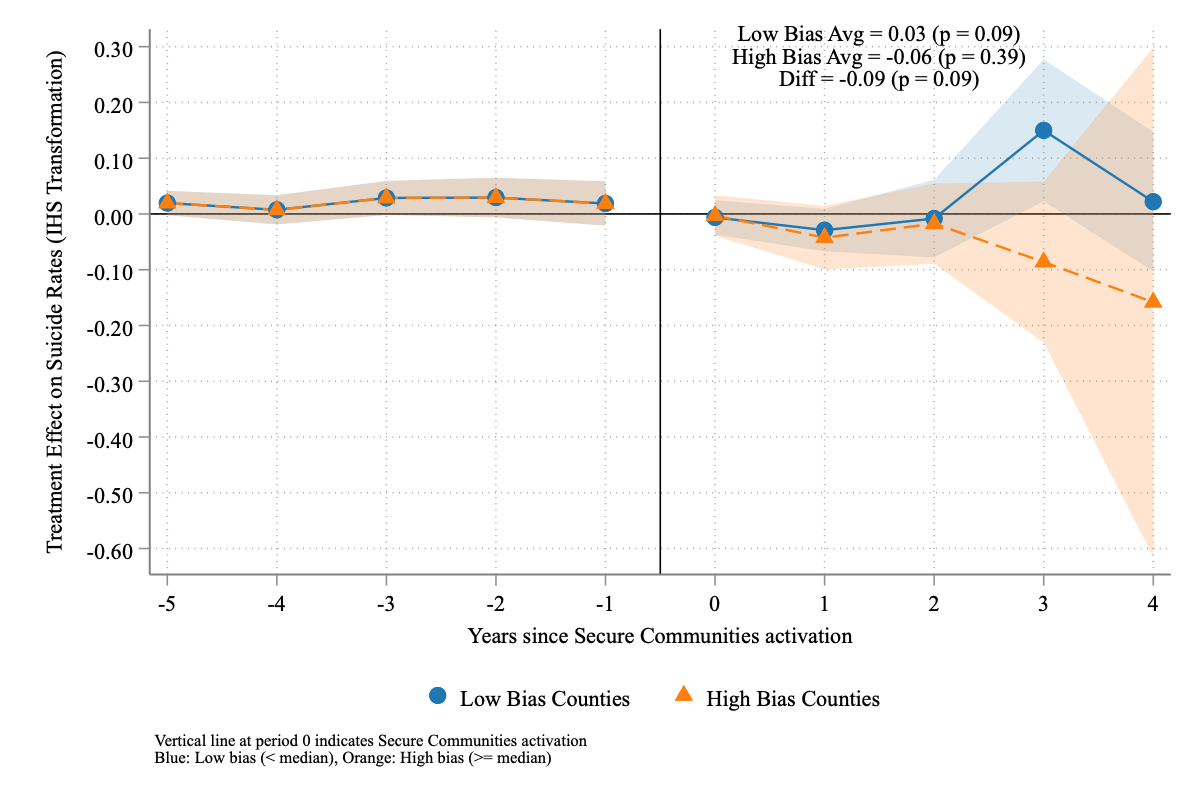 Low Bias Avg = 0.03 (p = 0.09)
High Bias Avg = -0.06 (p = 0.39)
Diff = -0.09 (p = 0.09)
Treatment Effect on Suicide Rates (IHS Transformation)
0.30
0.20
0.10
0.00
-0.10
-0.20
-0.30
-0.40
-0.50
-0.60
-5 -4 -3 -2 -1 0 1 2 3 4
Years since Secure Communities activation
Low Bias Counties High Bias Counties
Vertical line at period 0 indicates Secure Communities activation
Blue: Low bias (< median), Orange: High bias (>= median)